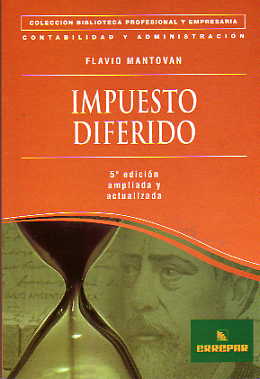 COLECCIÓN BIBLIOTECA PROFESIONAL Y EMPRESARIA
CONTABILIDAD Y ADMINISTRACIÓN
FLAVIO MANTOVAN
IMPUESTO
DIFERIDO
5ª edición
ampliada y
actualizada
ERREPAR